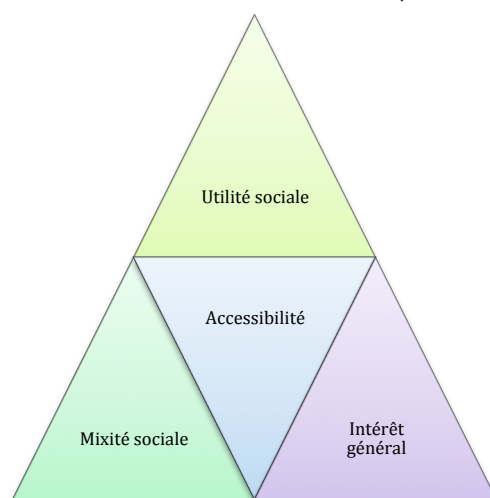 Utilité sociale
Accessibilité
Mixité sociale
Intérêt
général